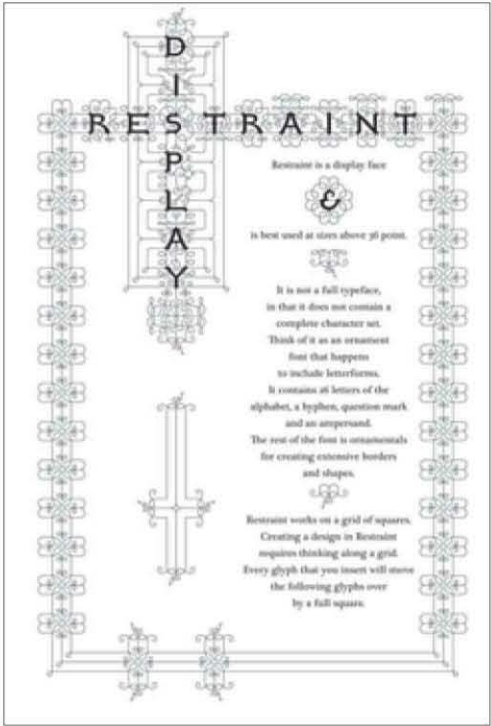 DISPLAY
RESTRAINT
Restraint is a display face
&
is best used at sizes above 36 point.
It is not a full typeface,
in that it does not contain a
complete character set.
Think of it as an ornament
font that happens
to include letterforms.
It contains 26 letters of the
alphabet, a hyphen, question mark
and an ampersand.
The rest of the font is ornamentals
for creating extensive borders
and shapes.
Restraint works on a grid of squares.
Creating a design in Restraint
requires thinking along a grid.
Every glyph that you insert will move
the following glyphs over
by a full square.